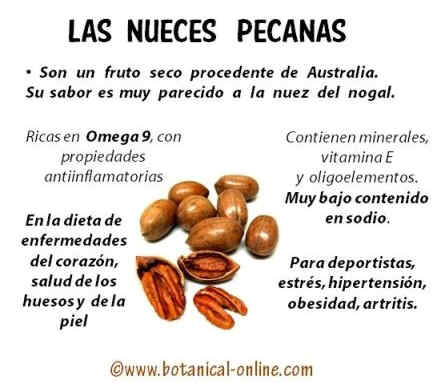 LAS NUECES PECANAS
• Son un fruto seco procedente de Australia.
Su sabor es muy parecido a la nuez del nogal.
Ricas en Omega 9, con
propiedades
antiinflamatorias
Contienen minerales,
vitamina E
y oligoelementos.
Muy bajo contenido
en sodio.
En la dieta de
enfermedades
del corazón,
salud de los
huesos y de la
piel
Para deportistas,
estrés, hipertensión,
obesidad, artritis.
©www.botanical-online.com